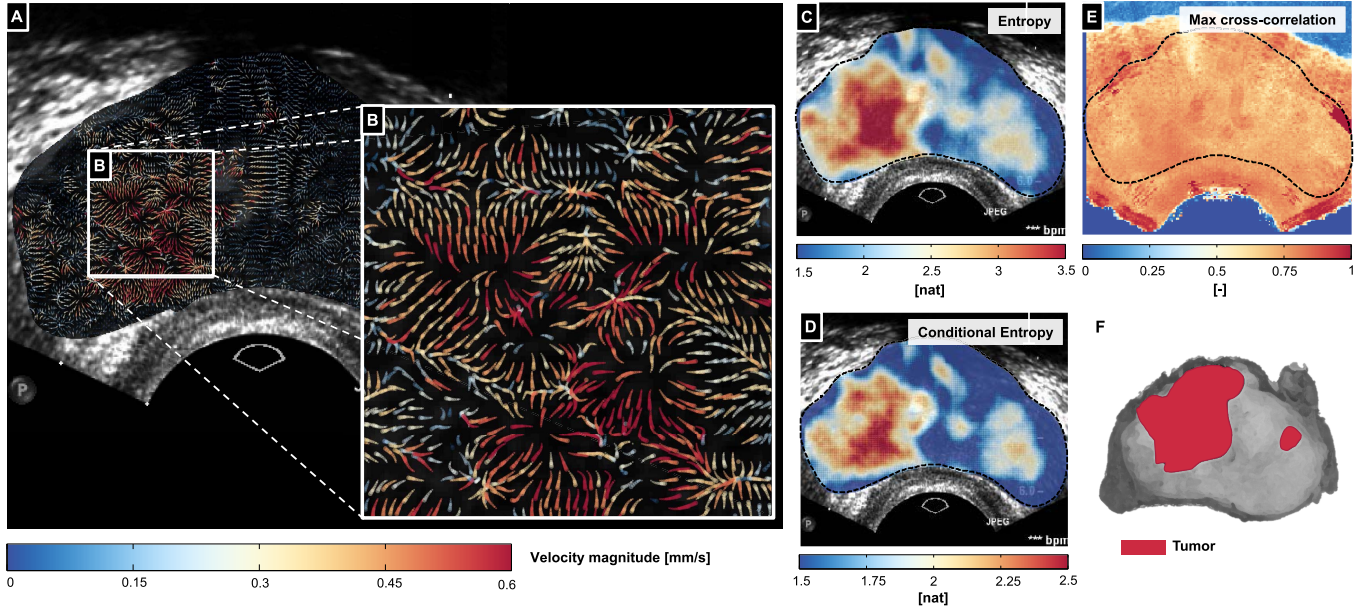 A
B
B
P
J
0
0.15
0.3
0.45
0.6
Velocity magnitude [mm/s]
C
Entropy
P
JPEG
*** bpm
1.5
2
2.5
3
3.5
[nat]
D
Conditional Entropy
P
JPEG
*** bpm
1.5
1.75
2
2.25
2.5
[nat]
E
Max cross-correlation
0
0.25
0.5
0.75
1
[-]
F
Tumor